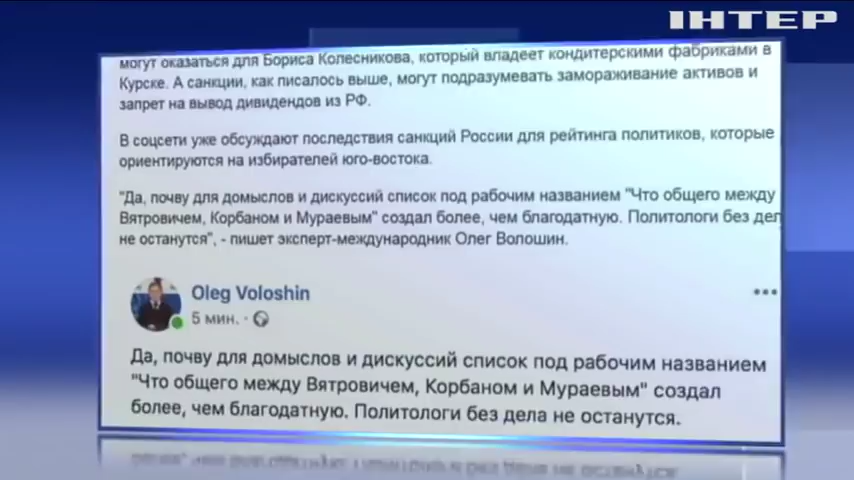 ІНТЕР
могут оказаться для Бориса Колесникова, который владеет кондитерскими фабриками в
Курске. А санкции, как писалось выше, могут подразумевать замораживание активов и
запрет на вывод дивидендов из РФ.
В соцсети уже обсуждают последствия санкций России для рейтинга политиков, которые
ориентируются на избирателей юго-востока.
"Да, почву для домыслов и дискуссий список под рабочим названием "Что общего между
Вятровичем, Корбаном и Мураевым" создал более, чем благодатную. Политологи без дел
не останутся", - пишет эксперт-международник Олег Волошин.
Oleg Voloshin
5 мин. ·
Да, почву для домыслов и дискуссий список под рабочим названием
"Что общего между Вятровичем, Корбаном и Мураевым" создал
более, чем благодатную. Политологи без дела не останутся.